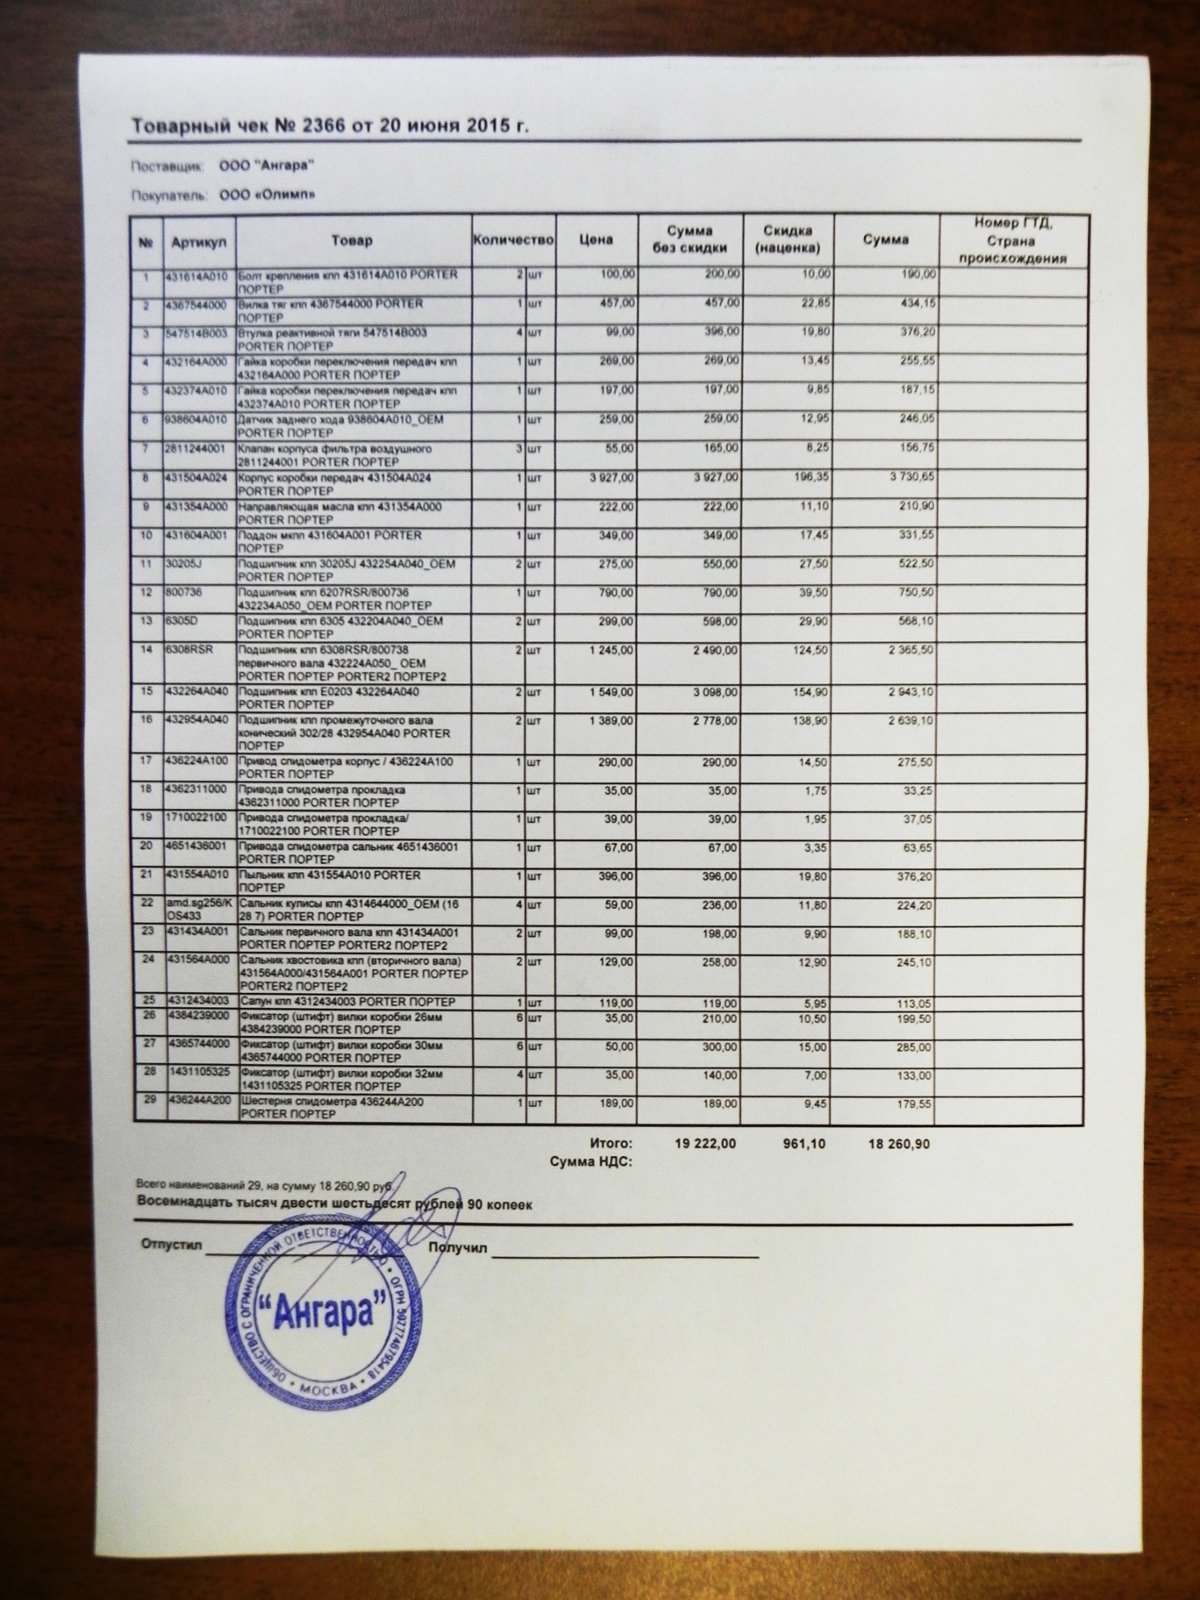 Товарный чек № 2366 от 20 июня 2015 г.
Поставщик: ООО "Ангара"
Покупатель: ООО «Олимп»
№ Артикул Товар Количество Цена Сумма без скидки Скидка (наценка) Сумма Номер ГТД, Страна происхождения
1 431614A010 Болт крепления кпп 431614A010 PORTER 2 шт 100,00 200,00 10,00 190,00
ПОРТЕР
2 4367544000 Вилка тяг кпп 4367544000 PORTER 1 шт 457,00 457,00 22,85 434,15
ПОРТЕР
3 547514B003 Втулка реактивной тяги 547514B003 4 шт 99,00 396,00 19,80 376,20
PORTER ПОРТЕР
4 432164A000 Гайка коробки переключения передач кпп 1 шт 269,00 269,00 13,45 255,55
432164A000 PORTER ПОРТЕР
5 432374A010 Гайка коробки переключения передач кпп 1 шт 197,00 197,00 9,85 187,15
432374A010 PORTER ПОРТЕР
6 938604A010 Датчик заднего хода 938604A010_OEM 1 шт 259,00 259,00 12,95 246,05
PORTER ПОРТЕР
7 2811244001 Клапан корпуса фильтра воздушного 3 шт 55,00 165,00 8,25 156,75
2811244001 PORTER ПОРТЕР
8 431504A024 Корпус коробки передач 431504A024 1 шт 3 927,00 3 927,00 196,35 3 730,65
PORTER ПОРТЕР
9 431354A000 Направляющая масла кпп 431354A000 1 шт 222,00 222,00 11,10 210,90
PORTER ПОРТЕР
10 431604A001 Поддон мкпп 431604A001 PORTER 1 шт 349,00 349,00 17,45 331,55
ПОРТЕР
11 30205J Подшипник кпп 30205J 432254A040_OEM 2 шт 275,00 550,00 27,50 522,50
PORTER ПОРТЕР
12 800736 Подшипник кпп 6207RSR/800736 1 шт 790,00 790,00 39,50 750,50
432234A050_OEM PORTER ПОРТЕР
13 6305D Подшипник кпп 6305 432204A040_OEM 2 шт 299,00 598,00 29,90 568,10
PORTER ПОРТЕР
14 6308RSR Подшипник кпп 6308RSR/800738 2 шт 1 245,00 2 490,00 124,50 2 365,50
первичного вала 432224A050_ OEM
PORTER ПОРТЕР PORTER2 ПОРТЕР2
15 432264A040 Подшипник кпп E0203 432264A040 2 шт 1 549,00 3 098,00 154,90 2 943,10
PORTER ПОРТЕР
16 432954A040 Подшипник кпп промежуточного вала 2 шт 1 389,00 2 778,00 138,90 2 639,10
конический 302/28 432954A040 PORTER
ПОРТЕР
17 436224A100 Привод спидометра корпус / 436224A100 1 шт 290,00 290,00 14,50 275,50
PORTER ПОРТЕР
18 4362311000 Привода спидометра прокладка 1 шт 35,00 35,00 1,75 33,25
4362311000 PORTER ПОРТЕР
19 1710022100 Привода спидометра прокладка/ 1 шт 39,00 39,00 1,95 37,05
1710022100 PORTER ПОРТЕР
20 4651436001 Привода спидометра сальник 4651436001 1 шт 67,00 67,00 3,35 63,65
PORTER ПОРТЕР
21 431554A010 Пыльник кпп 431554A010 PORTER 1 шт 396,00 396,00 19,80 376,20
ПОРТЕР
22 amd.sg256/K Сальник кулисы кпп 4314644000_OEM (16 4 шт 59,00 236,00 11,80 224,20
OS433 28 7) PORTER ПОРТЕР
23 431434A001 Сальник первичного вала кпп 431434A001 2 шт 99,00 198,00 9,90 188,10
PORTER ПОРТЕР PORTER2 ПОРТЕР2
24 431564A000 Сальник хвостовика кпп (вторичного вала) 2 шт 129,00 258,00 12,90 245,10
431564A000/431564A001 PORTER ПОРТЕР
PORTER2 ПОРТЕР2
25 4312434003 Сапун кпп 4312434003 PORTER ПОРТЕР 1 шт 119,00 119,00 5,95 113,05
26 4384239000 Фиксатор (штифт) вилки коробки 26мм 6 шт 35,00 210,00 10,50 199,50
4384239000 PORTER ПОРТЕР
27 4365744000 Фиксатор (штифт) вилки коробки 30мм 6 шт 50,00 300,00 15,00 285,00
4365744000 PORTER ПОРТЕР
28 1431105325 Фиксатор (штифт) вилки коробки 32мм 4 шт 35,00 140,00 7,00 133,00
1431105325 PORTER ПОРТЕР
29 436244A200 Шестерня спидометра 436244A200 1 шт 189,00 189,00 9,45 179,55
PORTER ПОРТЕР
Итого: 19 222,00 961,10 18 260,90
Сумма НДС:
Всего наименований 29, на сумму 18 260,90 руб.
Восемнадцать тысяч двести шестьдесят рублей 90 копеек
Отпустил Получил
ОБЩЕСТВО С ОГРАНИЧЕННОЙ ОТВЕТСТВЕННОСТЬЮ • ОГРН 5077746795418
"Ангара"
• МОСКВА •